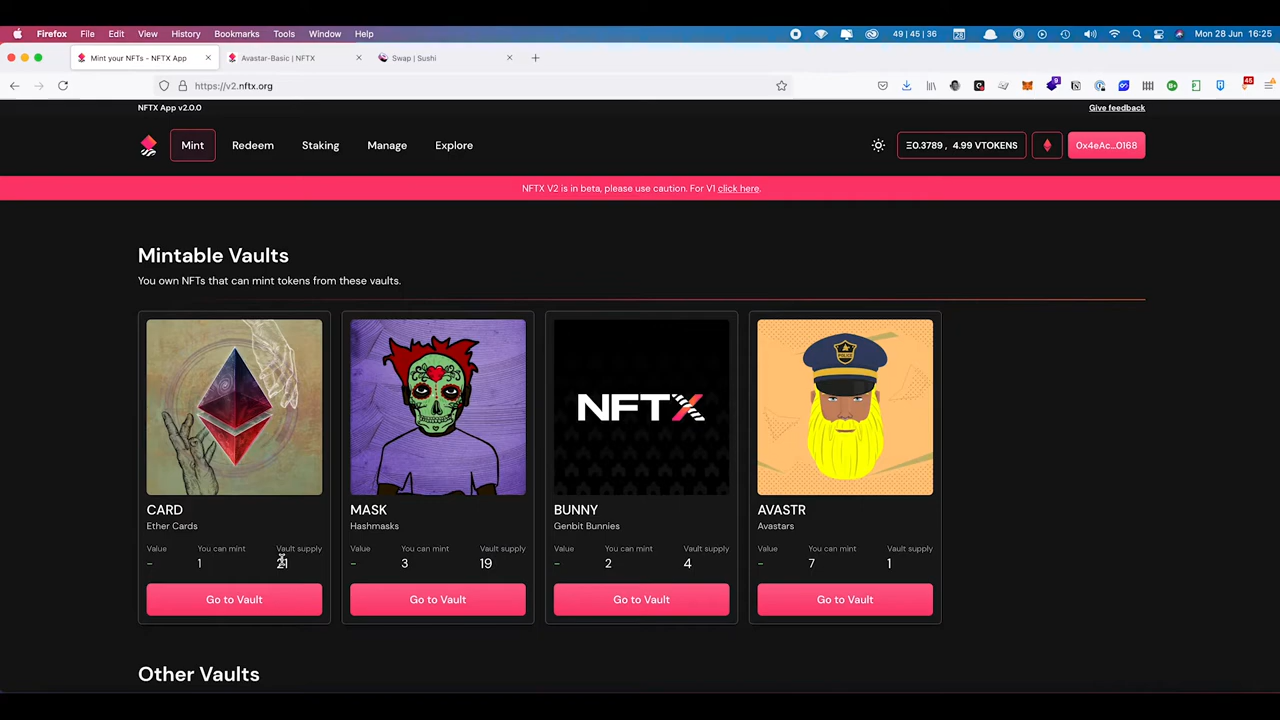 Firefox File Edit View History Bookmarks Tools Window Help 49 | 45 | 36 28 Mon 28 Jun 16:25
Mint your NFTs - NFTX App Avastar-Basic | NFTX Swap | Sushi
https://v2.nftx.org 9 45
NFTX App v2.0.0 Give feedback
Mint Redeem Staking Manage Explore Ξ0.3789 , 4.99 VTOKENS 0x4eAc...0168
NFTX V2 is in beta, please use caution. For V1 click here.
Mintable Vaults
You own NFTs that can mint tokens from these vaults.
NFTX
POLICE
CARD MASK BUNNY AVASTR
Ether Cards Hashmasks Genbit Bunnies Avastars
Value You can mint Vault supply Value You can mint Vault supply Value You can mint Vault supply Value You can mint Vault supply
- 1 21 - 3 19 - 2 4 - 7 1
Go to Vault Go to Vault Go to Vault Go to Vault
Other Vaults